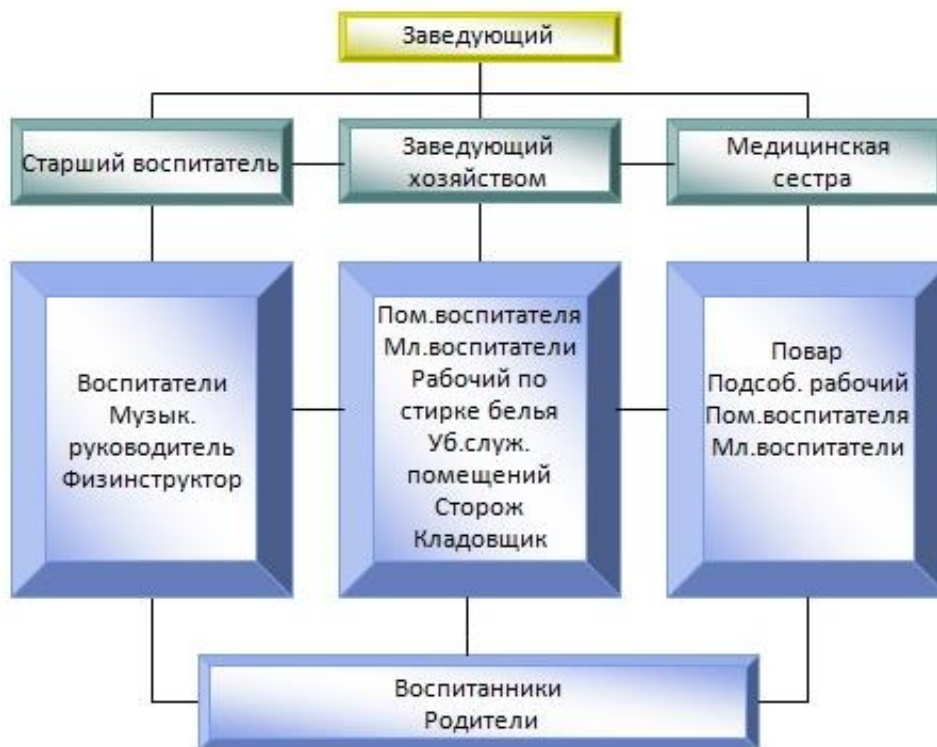 Заведующий
Старший воспитатель
Заведующий
хозяйством
Медицинская
сестра
Воспитатели
Музык.
руководитель
Физинструктор
Пом.воспитателя
Мл.воспитатели
Рабочий по
стирке белья
Уб.служ.
помещений
Сторож
Кладовщик
Повар
Подсоб. рабочий
Пом.воспитателя
Мл.воспитатели
Воспитанники
Родители